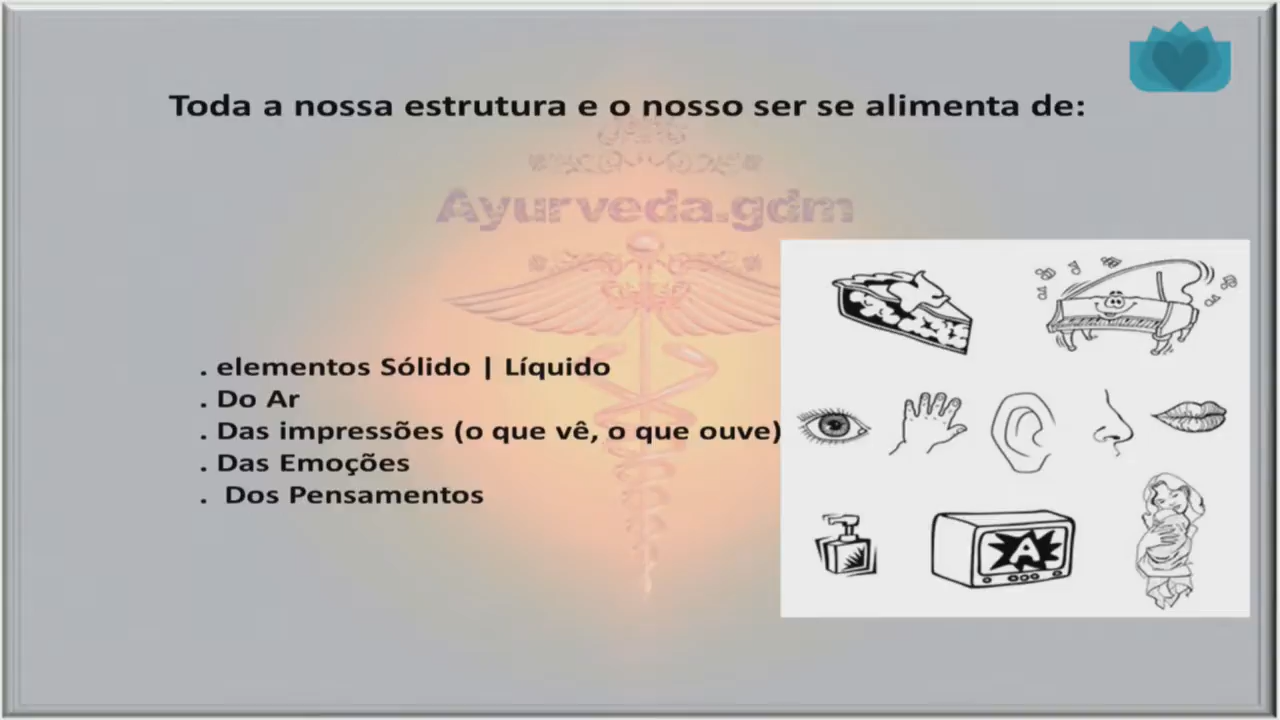 Toda a nossa estrutura e o nosso ser se alimenta de:
Ayurveda.gdm
. elementos Sólido | Líquido
. Do Ar
. Das impressões (o que vê, o que ouve)
. Das Emoções
. Dos Pensamentos
A